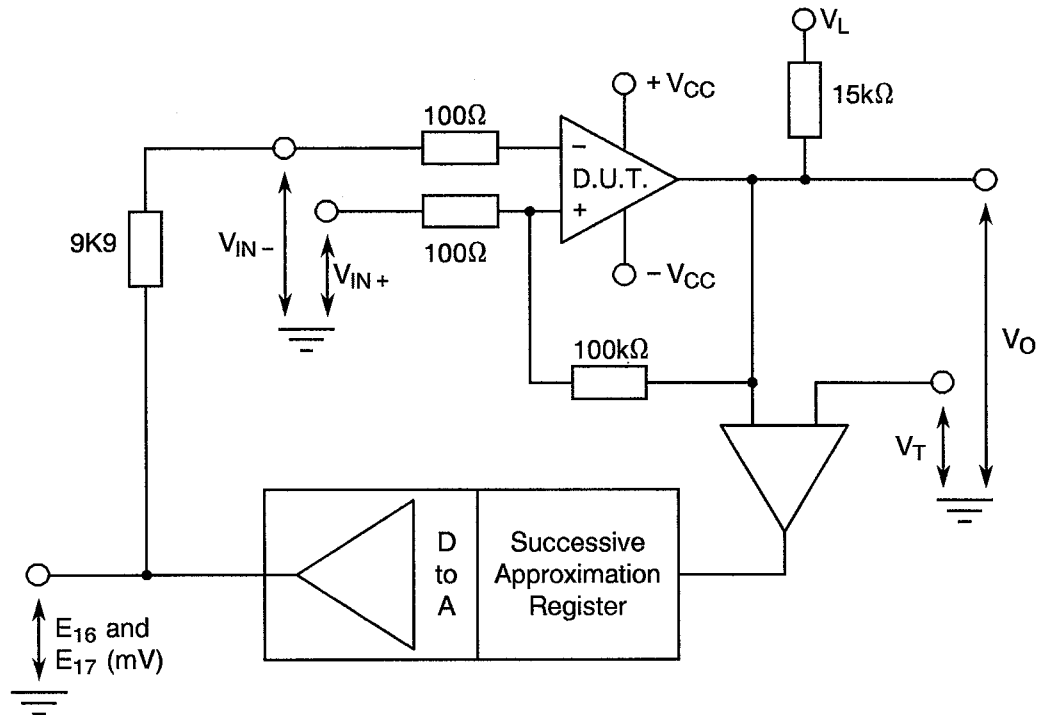 V_L
+ V_CC
15kΩ
100Ω
−
D.U.T.
+
100Ω
− V_CC
9K9
V_IN −
V_IN +
100kΩ
V_O
V_T
D
to
A
Successive
Approximation
Register
E_16 and
E_17 (mV)